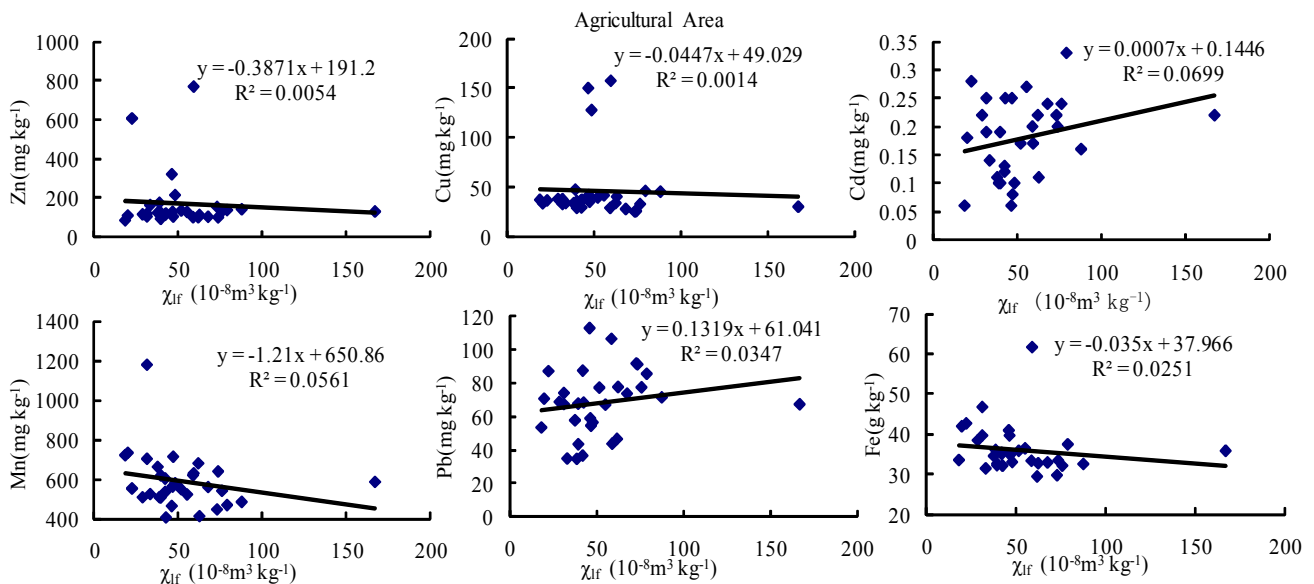 Agricultural Area
Zn(mg kg⁻¹)
1000
800
600
400
200
0
y = -0.3871x + 191.2
R² = 0.0054
0 50 100 150 200
χlf (10⁻⁸m³ kg⁻¹)
Cu(mg kg⁻¹)
200
150
100
50
0
y = -0.0447x + 49.029
R² = 0.0014
0 50 100 150 200
χlf (10⁻⁸m³ kg⁻¹)
Cd(mg kg⁻¹)
0.35
0.3
0.25
0.2
0.15
0.1
0.05
0
y = 0.0007x + 0.1446
R² = 0.0699
0 50 100 150 200
χlf (10⁻⁸m³ kg⁻¹)
Mn(mg kg⁻¹)
1400
1200
1000
800
600
400
y = -1.21x + 650.86
R² = 0.0561
0 50 100 150 200
χlf (10⁻⁸m³ kg⁻¹)
Pb(mg kg⁻¹)
120
100
80
60
40
20
0
y = 0.1319x + 61.041
R² = 0.0347
0 50 100 150 200
χlf (10⁻⁸m³ kg⁻¹)
Fe(g kg⁻¹)
70
60
50
40
30
20
y = -0.035x + 37.966
R² = 0.0251
0 50 100 150 200
χlf (10⁻⁸m³ kg⁻¹)